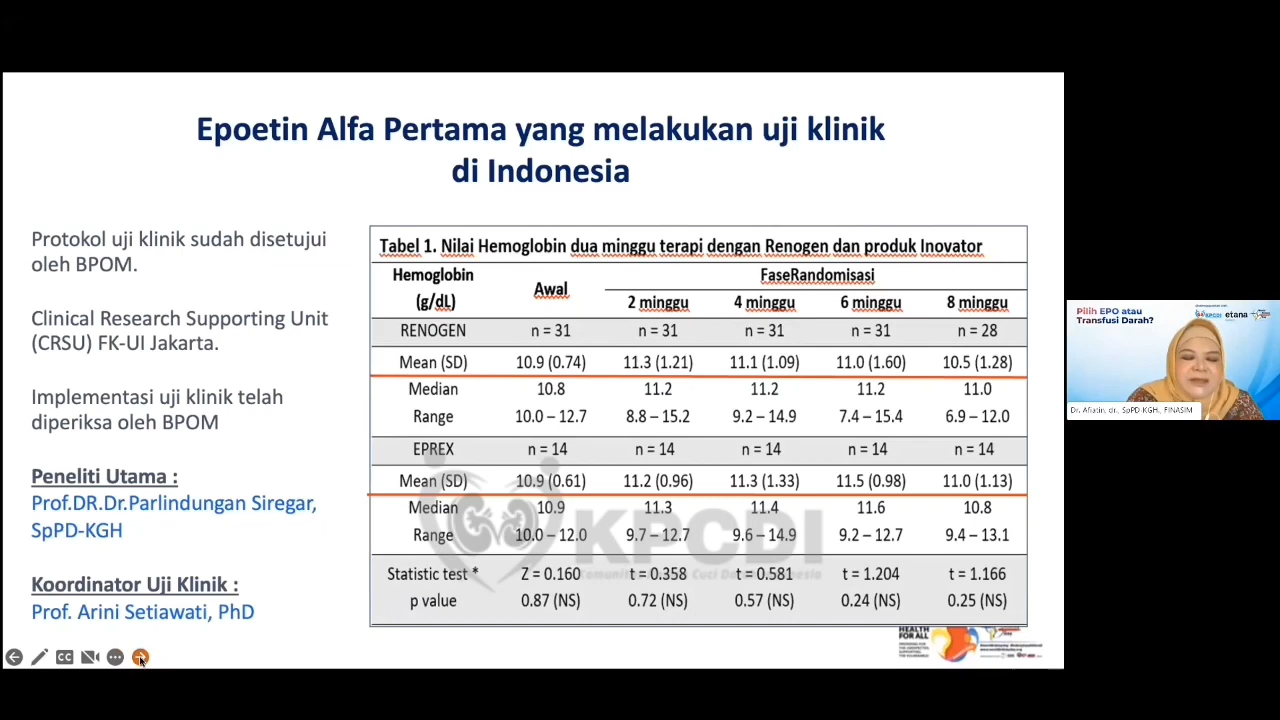 Epoetin Alfa Pertama yang melakukan uji klinik
di Indonesia
Protokol uji klinik sudah disetujui
oleh BPOM.
Clinical Research Supporting Unit
(CRSU) FK-UI Jakarta.
Implementasi uji klinik telah
diperiksa oleh BPOM
Peneliti Utama :
Prof.DR.Dr.Parlindungan Siregar,
SpPD-KGH
Koordinator Uji Klinik :
Prof. Arini Setiawati, PhD
Tabel 1. Nilai Hemoglobin dua minggu terapi dengan Renogen dan produk Inovator
Hemoglobin (g/dL) Awal FaseRandomisasi
2 minggu 4 minggu 6 minggu 8 minggu
RENOGEN n = 31 n = 31 n = 31 n = 31 n = 28
Mean (SD) 10.9 (0.74) 11.3 (1.21) 11.1 (1.09) 11.0 (1.60) 10.5 (1.28)
Median 10.8 11.2 11.2 11.2 11.0
Range 10.0 – 12.7 8.8 – 15.2 9.2 – 14.9 7.4 – 15.4 6.9 – 12.0
EPREX n = 14 n = 14 n = 14 n = 14 n = 14
Mean (SD) 10.9 (0.61) 11.2 (0.96) 11.3 (1.33) 11.5 (0.98) 11.0 (1.13)
Median 10.9 11.3 11.4 11.6 10.8
Range 10.0 – 12.0 9.7 – 12.7 9.6 – 14.9 9.2 – 12.7 9.4 – 13.1
Statistic test * Z = 0.160 t = 0.358 t = 0.581 t = 1.204 t = 1.166
p value 0.87 (NS) 0.72 (NS) 0.57 (NS) 0.24 (NS) 0.25 (NS)
KPCDI
HEALTH
FOR ALL
CC
Pilih EPO atau
Transfusi Darah?
KPCDI etana
Dr. Afiatin, dr., SpPD-KGH., FINASIM